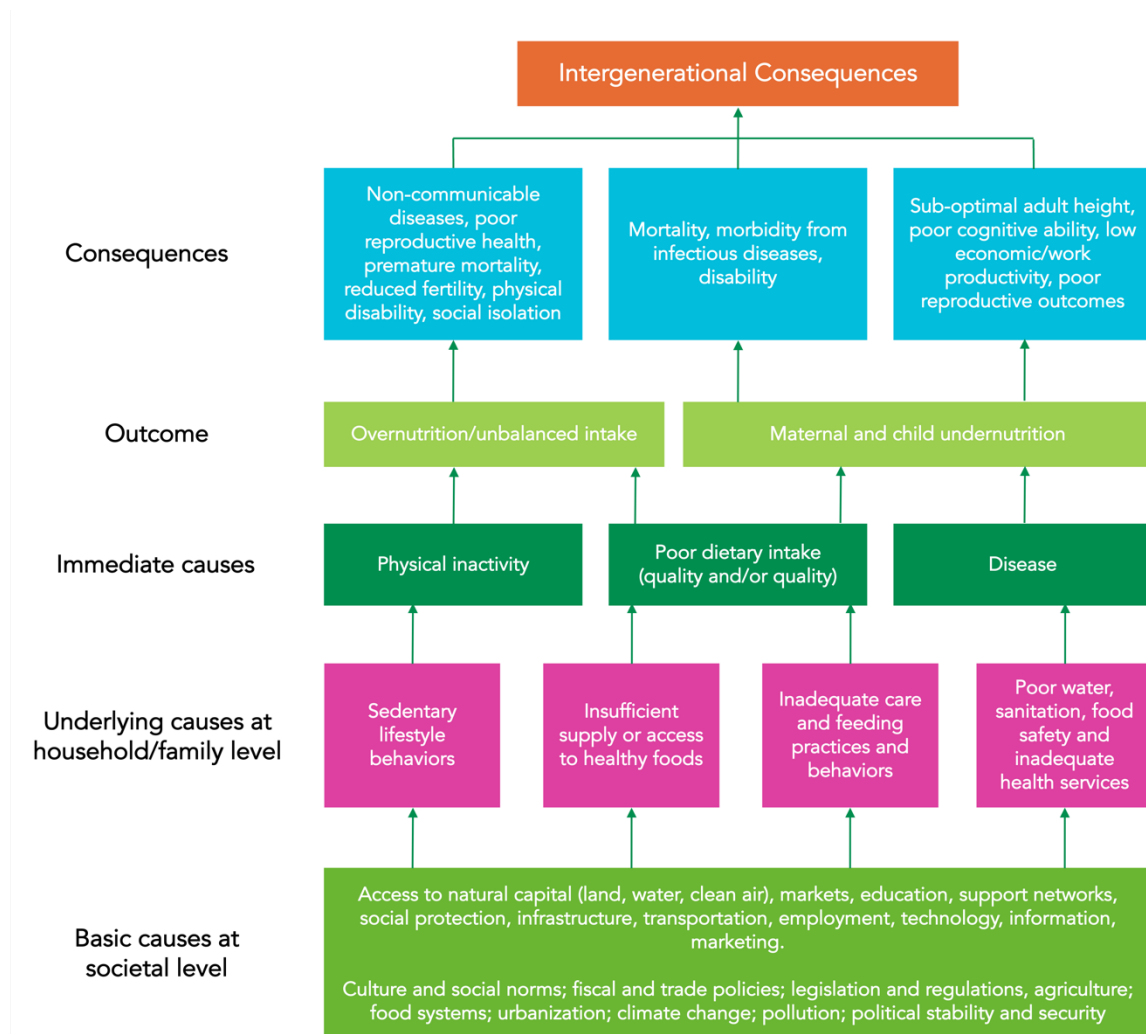 Intergenerational Consequences
Consequences
Non-communicable
diseases, poor
reproductive health,
premature mortality,
reduced fertility, physical
disability, social isolation
Mortality, morbidity from
infectious diseases,
disability
Sub-optimal adult height,
poor cognitive ability, low
economic/work
productivity, poor
reproductive outcomes
Outcome
Overnutrition/unbalanced intake
Maternal and child undernutrition
Immediate causes
Physical inactivity
Poor dietary intake
(quality and/or quality)
Disease
Underlying causes at
household/family level
Sedentary
lifestyle
behaviors
Insufficient
supply or access
to healthy foods
Inadequate care
and feeding
practices and
behaviors
Poor water,
sanitation, food
safety and
inadequate
health services
Basic causes at
societal level
Access to natural capital (land, water, clean air), markets, education, support networks,
social protection, infrastructure, transportation, employment, technology, information,
marketing.
Culture and social norms; fiscal and trade policies; legislation and regulations, agriculture;
food systems; urbanization; climate change; pollution; political stability and security